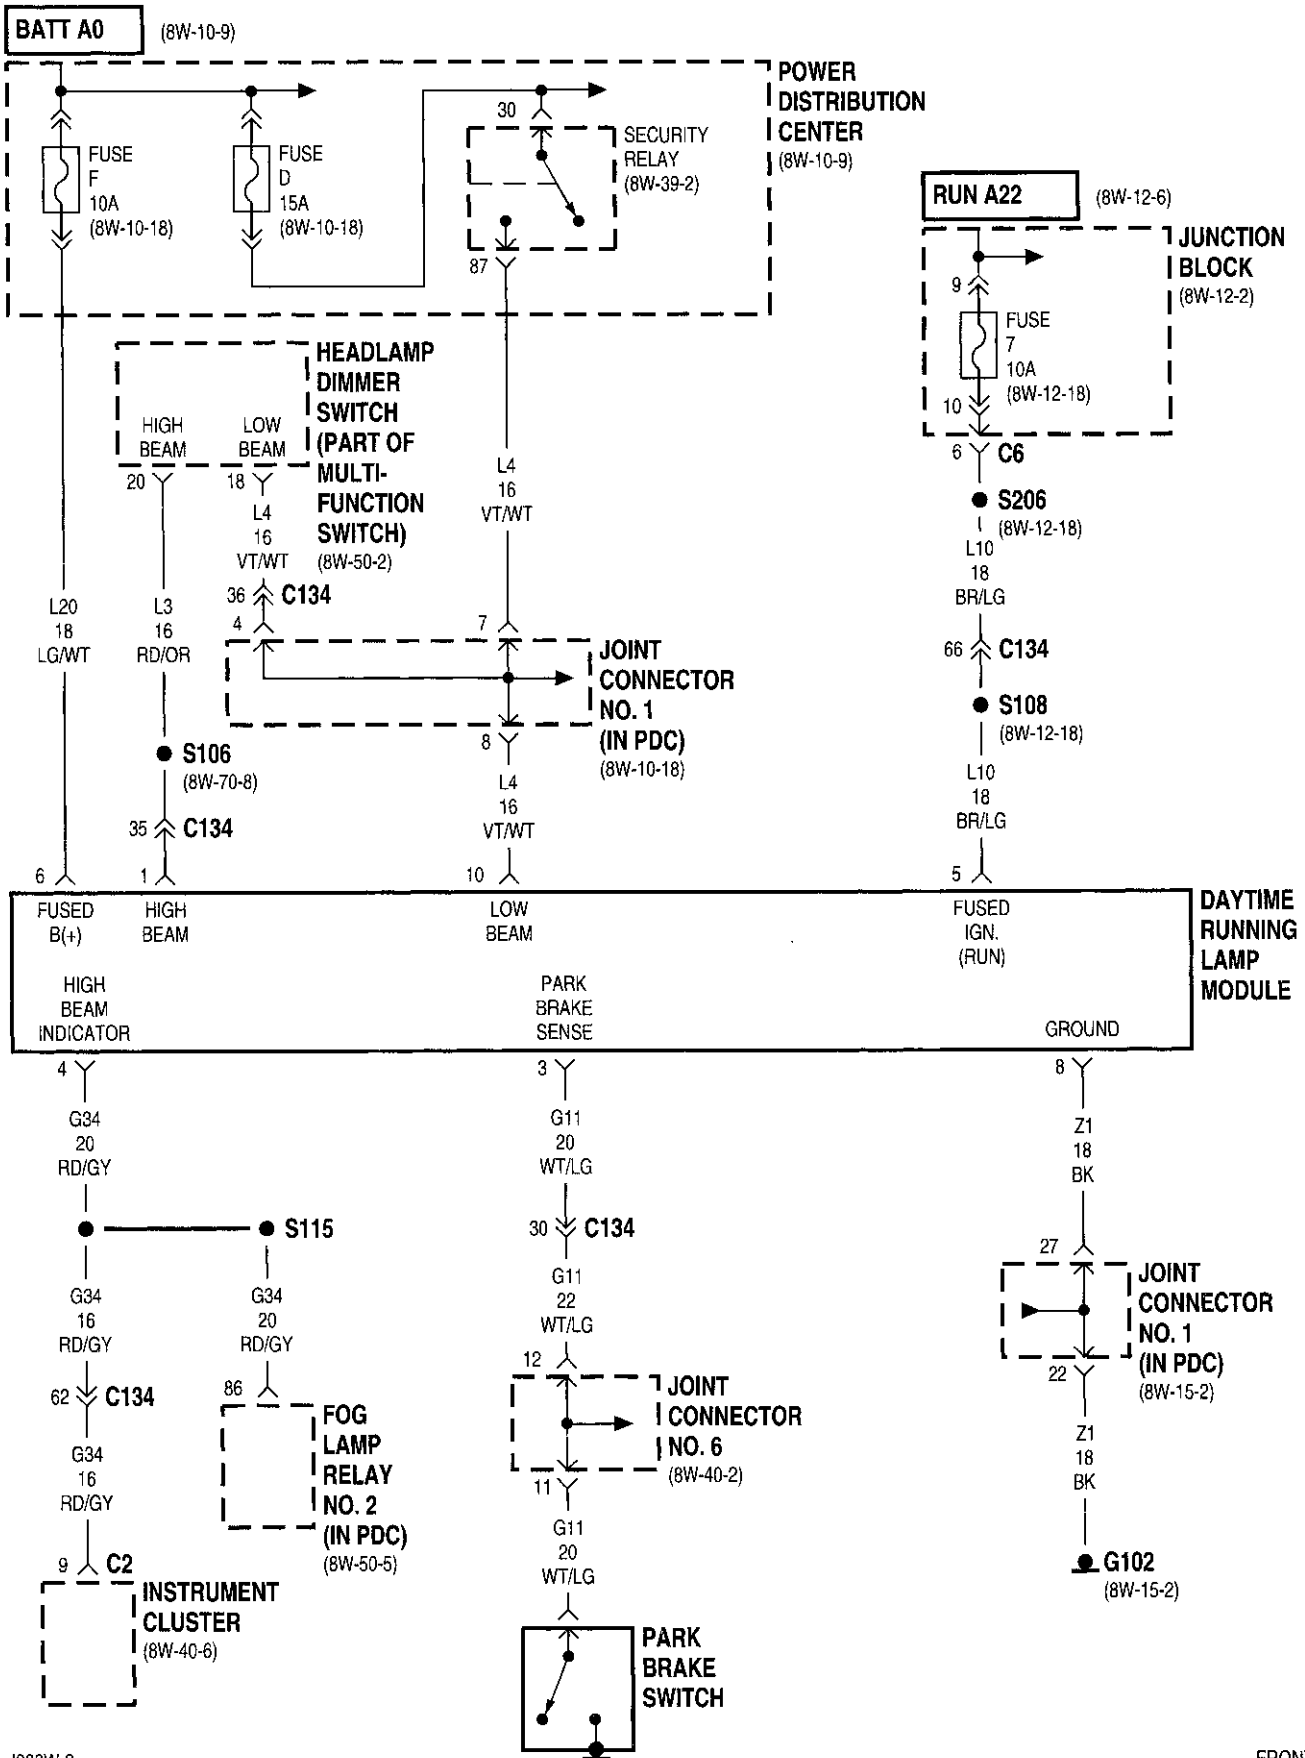 BATT A0
(8W-10-9)
POWER
DISTRIBUTION
CENTER
(8W-10-9)
30
SECURITY
RELAY
(8W-39-2)
FUSE
F
10A
(8W-10-18)
FUSE
D
15A
(8W-10-18)
87
RUN A22
(8W-12-6)
JUNCTION
BLOCK
(8W-12-2)
9
FUSE
7
10A
(8W-12-18)
10
6
C6
S206
(8W-12-18)
L10
18
BR/LG
66
C134
S108
(8W-12-18)
L10
18
BR/LG
HEADLAMP
DIMMER
SWITCH
(PART OF
MULTI-
FUNCTION
SWITCH)
(8W-50-2)
HIGH
BEAM
LOW
BEAM
20
18
L4
16
VT/WT
36
C134
4
L4
16
VT/WT
7
L20
18
LG/WT
L3
16
RD/OR
JOINT
CONNECTOR
NO. 1
(IN PDC)
(8W-10-18)
8
S106
(8W-70-8)
35
C134
L4
16
VT/WT
6
1
10
5
FUSED
B(+)
HIGH
BEAM
LOW
BEAM
FUSED
IGN.
(RUN)
DAYTIME
RUNNING
LAMP
MODULE
HIGH
BEAM
INDICATOR
PARK
BRAKE
SENSE
GROUND
4
3
8
G34
20
RD/GY
G11
20
WT/LG
Z1
18
BK
S115
30
C134
27
G34
16
RD/GY
G34
20
RD/GY
G11
22
WT/LG
JOINT
CONNECTOR
NO. 1
(IN PDC)
(8W-15-2)
22
12
62
C134
86
G34
16
RD/GY
FOG
LAMP
RELAY
NO. 2
(IN PDC)
(8W-50-5)
JOINT
CONNECTOR
NO. 6
(8W-40-2)
11
Z1
18
BK
G11
20
WT/LG
9
C2
INSTRUMENT
CLUSTER
(8W-40-6)
G102
(8W-15-2)
PARK
BRAKE
SWITCH